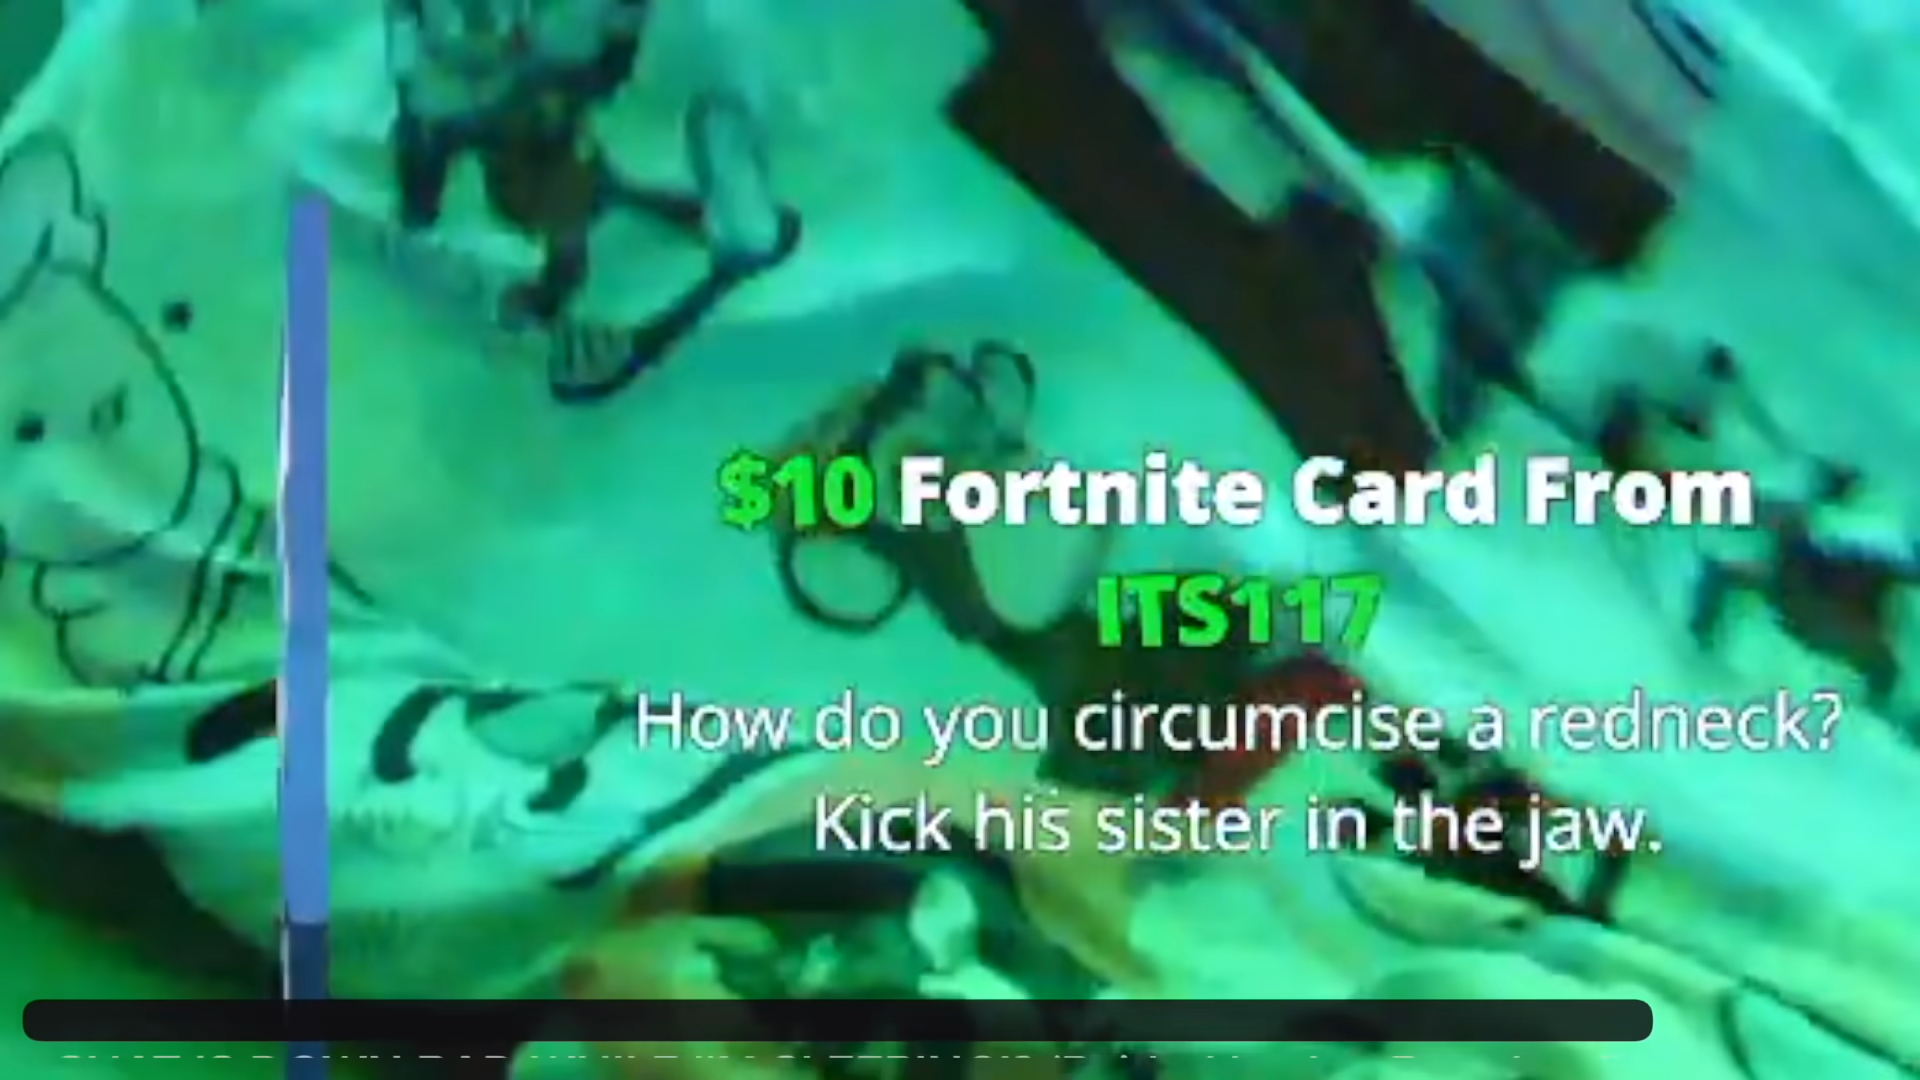 $10 Fortnite Card From
ITS117
How do you circumcise a redneck?
Kick his sister in the jaw.